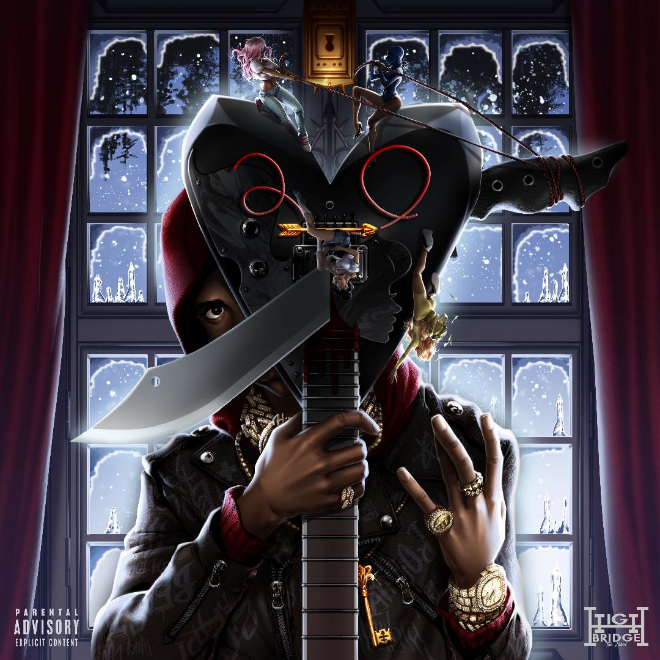 PARENTAL
ADVISORY
EXPLICIT CONTENT
HIGH
BRIDGE